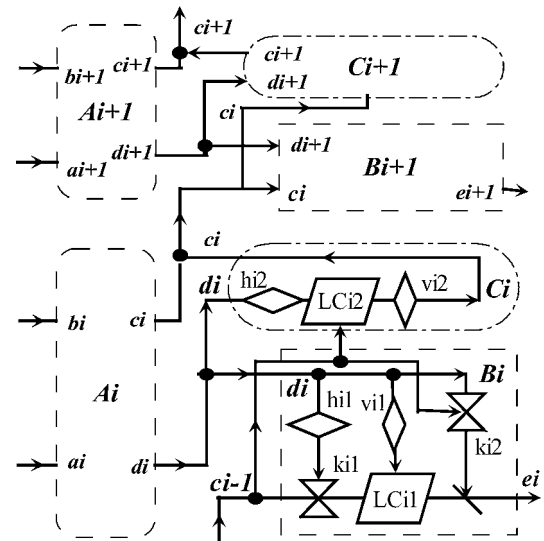 ci+1
bi+1 ci+1
ci+1
di+1
Ci+1
Ai+1
ci
ai+1 di+1
di+1
Bi+1
ci
ei+1
ci
di
hi2
LCi2
vi2
Ci
bi ci
Ai
di
Bi
hi1
vi1
ai di
ki1
ki2
ci-1
LCi1
ei